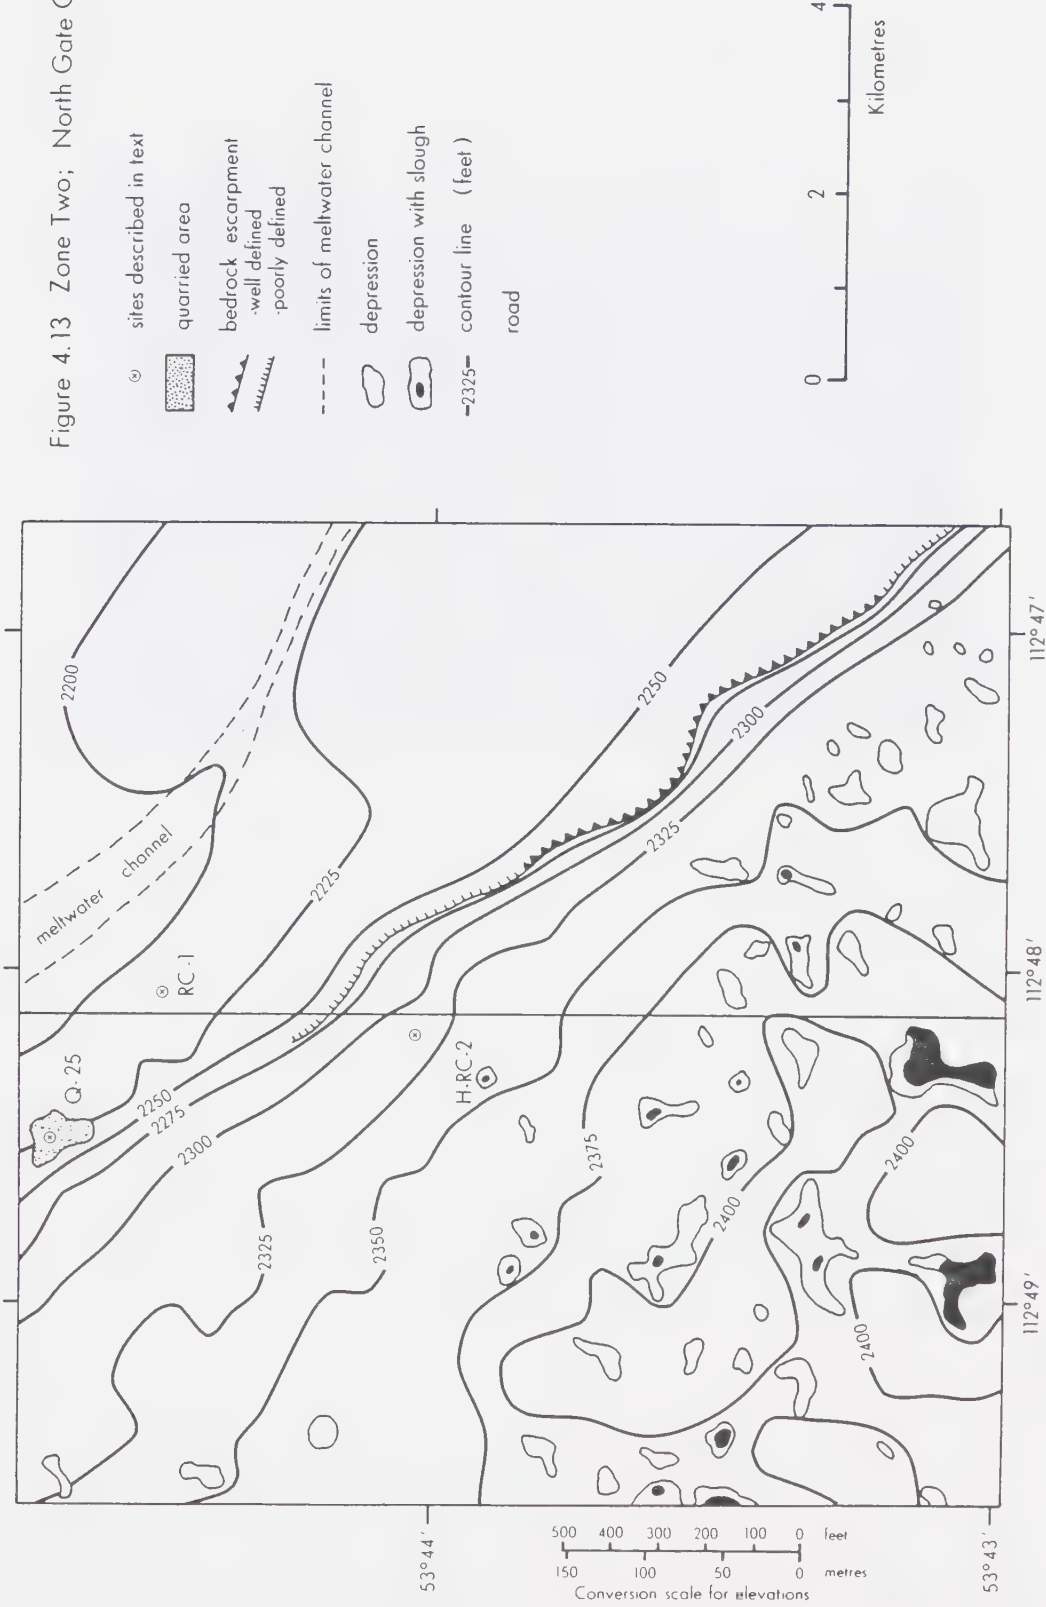 Figure 4.13 Zone Two; North Gate
sites described in text
quarried area
bedrock escarpment
-well defined
-poorly defined
limits of meltwater channel
depression
depression with slough
-2325- contour line (feet)
road
0 2 4
Kilometres
2200
meltwater channel
2225
RC-1
Q-25
2250
2275
2300
2250
2300
2325
H-RC-2
2325
2350
2375
2400
2400
2400
112°47'
112°48'
112°49'
53°44'
53°43'
500 400 300 200 100 0 feet
150 100 50 0 metres
Conversion scale for elevations